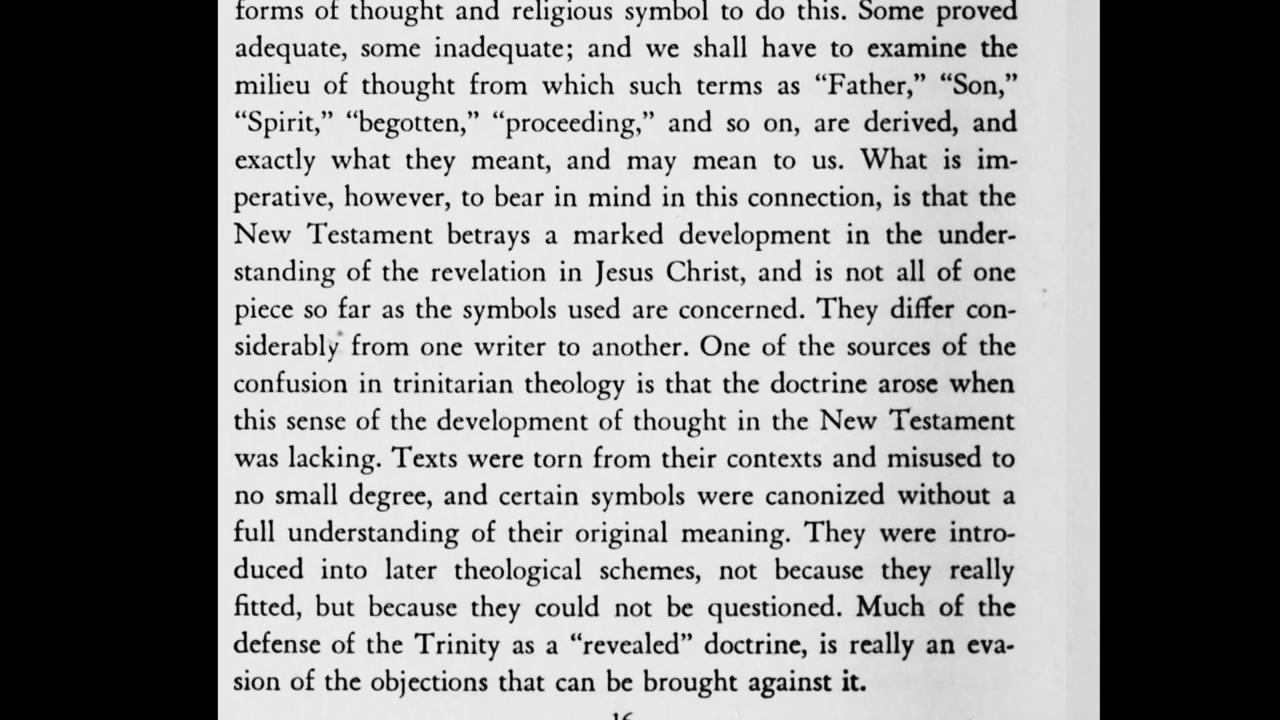 forms of thought and religious symbol to do this. Some proved
adequate, some inadequate; and we shall have to examine the
milieu of thought from which such terms as “Father,” “Son,”
“Spirit,” “begotten,” “proceeding,” and so on, are derived, and
exactly what they meant, and may mean to us. What is im-
perative, however, to bear in mind in this connection, is that the
New Testament betrays a marked development in the under-
standing of the revelation in Jesus Christ, and is not all of one
piece so far as the symbols used are concerned. They differ con-
siderably from one writer to another. One of the sources of the
confusion in trinitarian theology is that the doctrine arose when
this sense of the development of thought in the New Testament
was lacking. Texts were torn from their contexts and misused to
no small degree, and certain symbols were canonized without a
full understanding of their original meaning. They were intro-
duced into later theological schemes, not because they really
fitted, but because they could not be questioned. Much of the
defense of the Trinity as a “revealed” doctrine, is really an eva-
sion of the objections that can be brought against it.
16